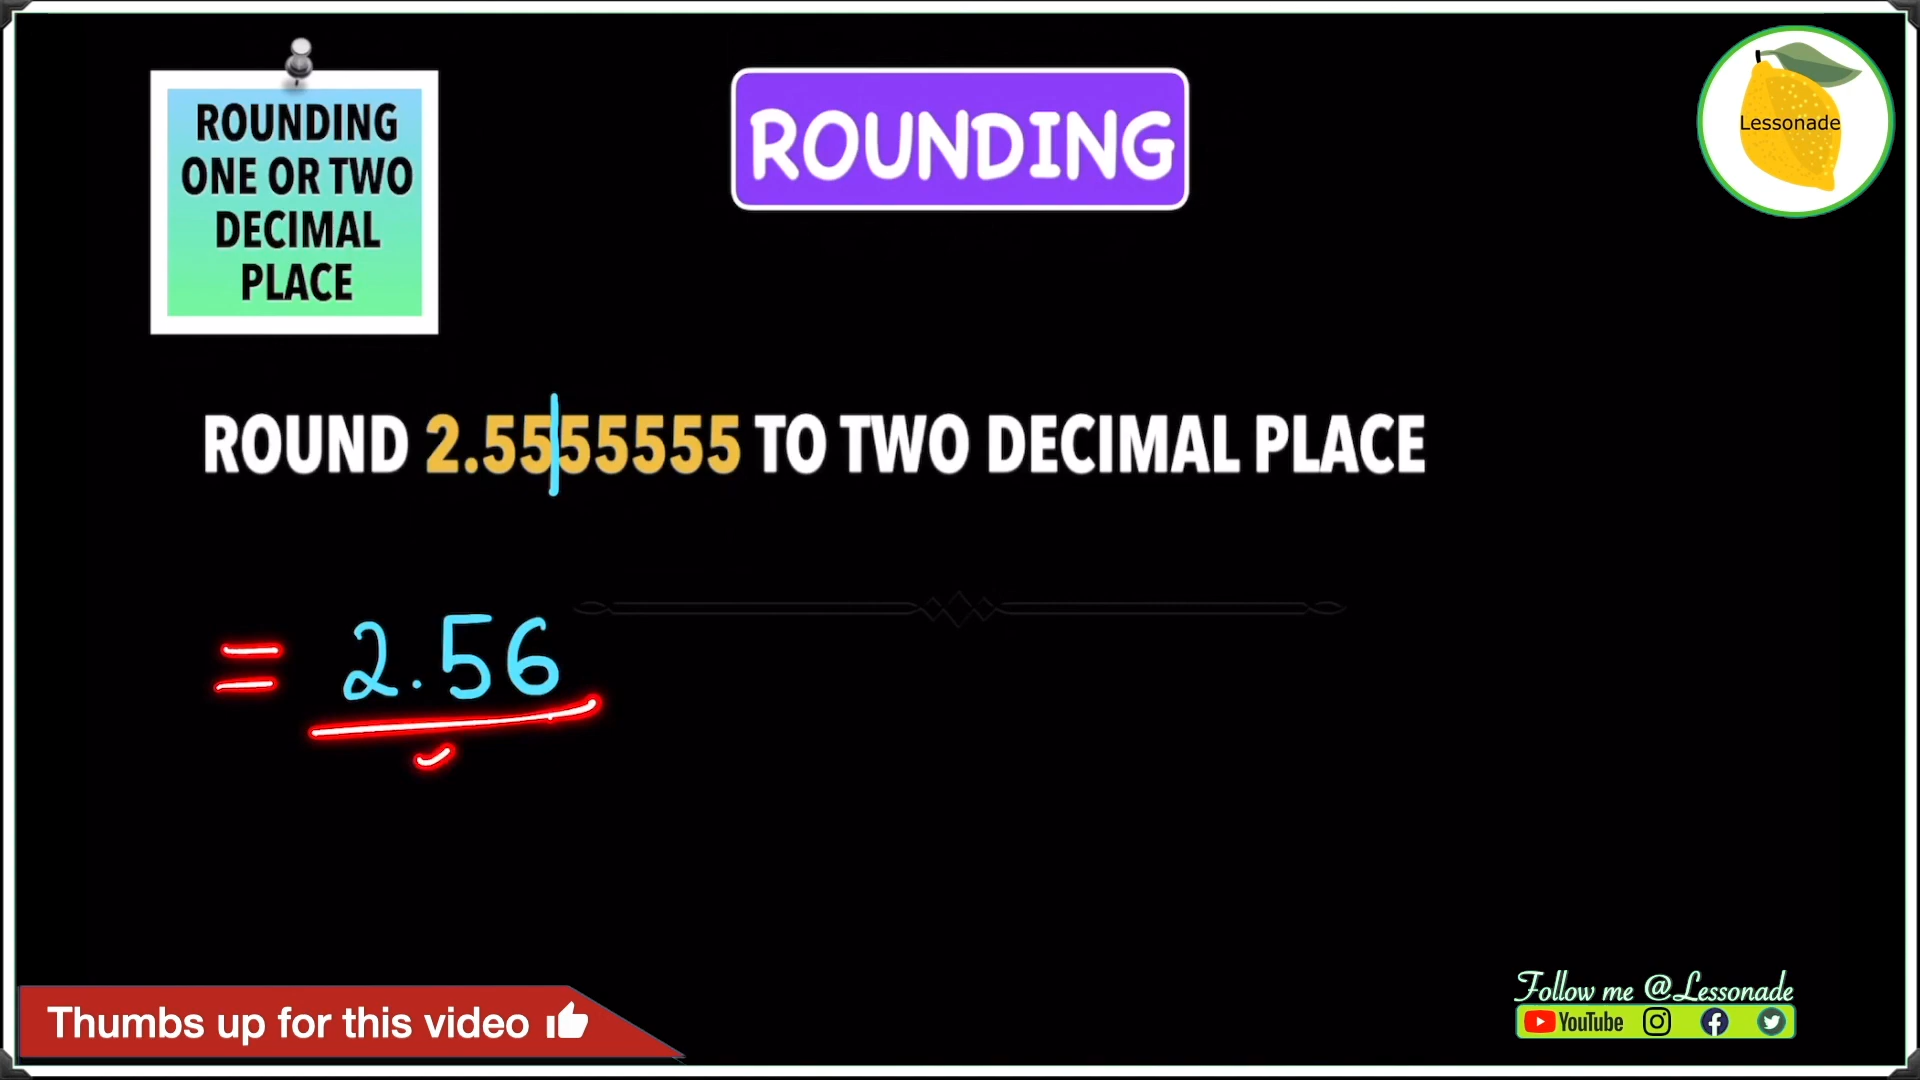 ROUNDING
ONE OR TWO
DECIMAL
PLACE
ROUNDING
Lessonade
ROUND 2.5555555 TO TWO DECIMAL PLACE
= 2.56
Thumbs up for this video
Follow me @Lessonade
YouTube